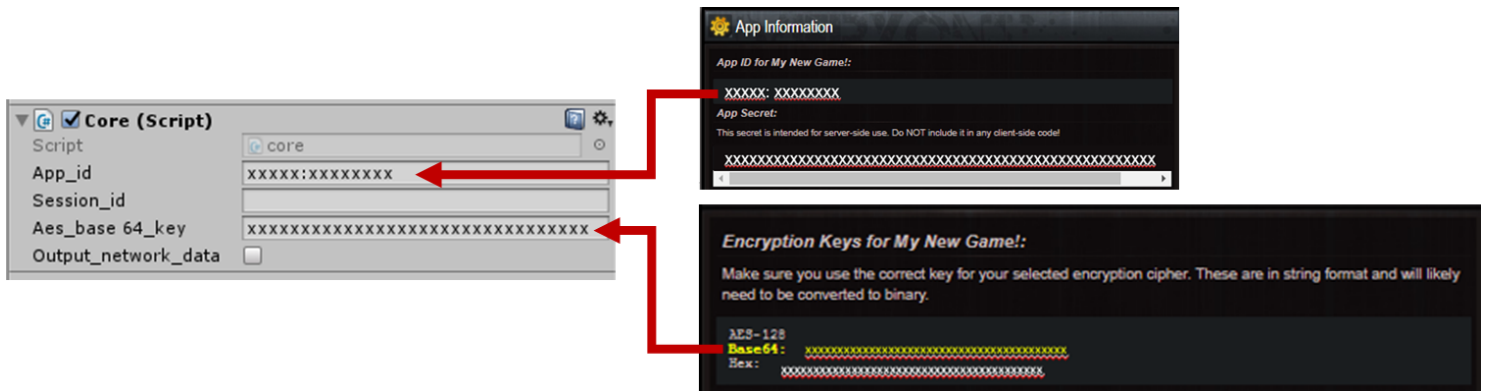 Core (Script)
Script core
App_id xxxxx:xxxxxxxx
Session_id
Aes_base 64_key xxxxxxxxxxxxxxxxxxxxxxxxxxxxxxxx
Output_network_data
App Information
App ID for My New Game!:
XXXXX: XXXXXXXX
App Secret:
This secret is intended for server-side use. Do NOT include it in any client-side code!
XXXXXXXXXXXXXXXXXXXXXXXXXXXXXXXXXXXXXXXXXXXXXXXXXXXXX
Encryption Keys for My New Game!:
Make sure you use the correct key for your selected encryption cipher. These are in string format and will likely
need to be converted to binary.
AES-128
Base64: xxxxxxxxxxxxxxxxxxxxxxxxxxxxxxxxxxxxxxxxxxx
Hex: xxxxxxxxxxxxxxxxxxxxxxxxxxxxxxxxxxxxxxxxxxx